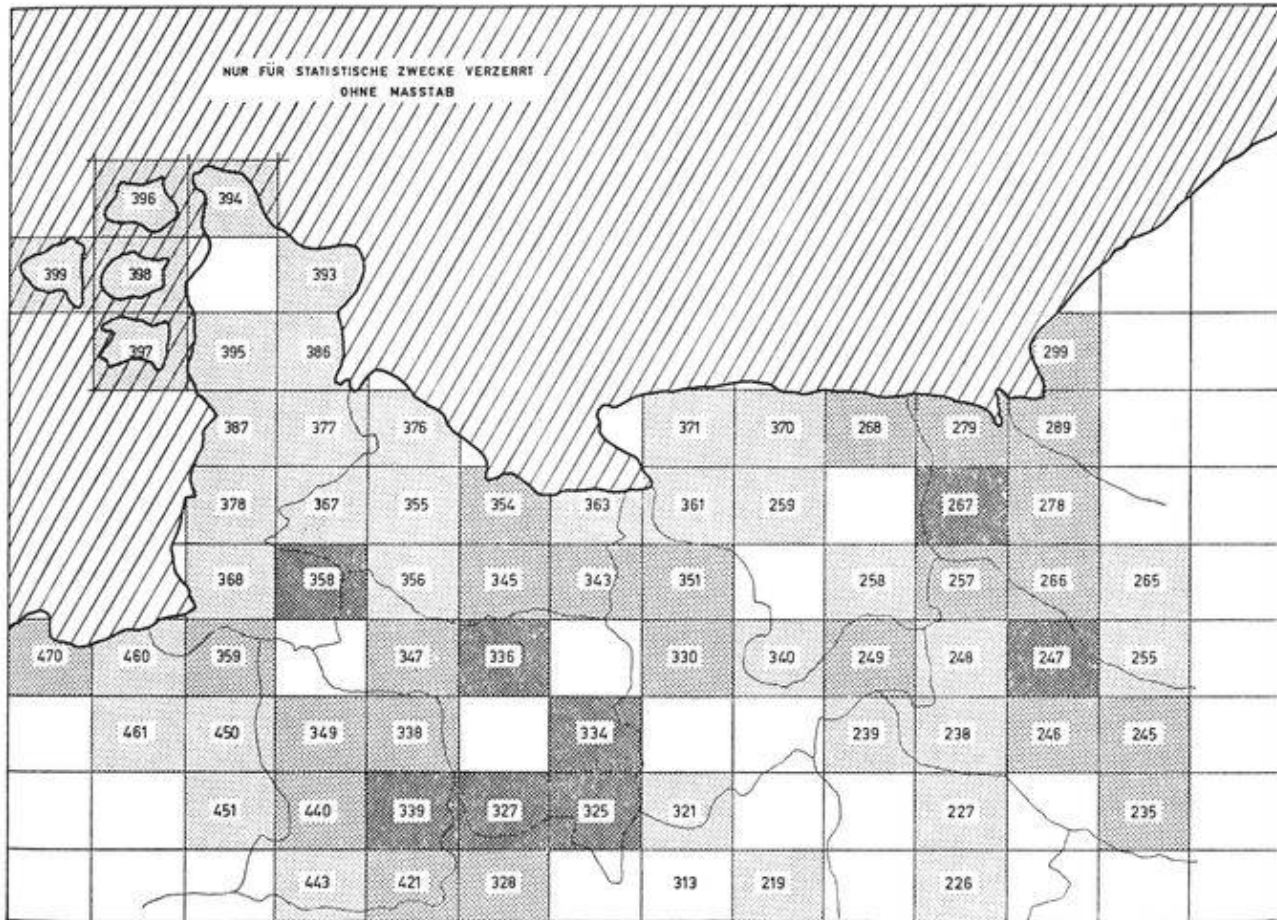 NUR FÜR STATISTISCHE ZWECKE VERZERRT
OHNE MASSTAB
396 394
399 398 393
397 395 386 299
387 377 376 371 370 268 279 289
378 367 355 354 363 361 259 267 278
368 358 356 345 343 351 258 257 266 265
470 460 359 347 336 330 340 249 248 247 255
461 450 349 338 334 239 238 246 245
451 440 339 327 325 321 227 235
443 421 328 313 219 226